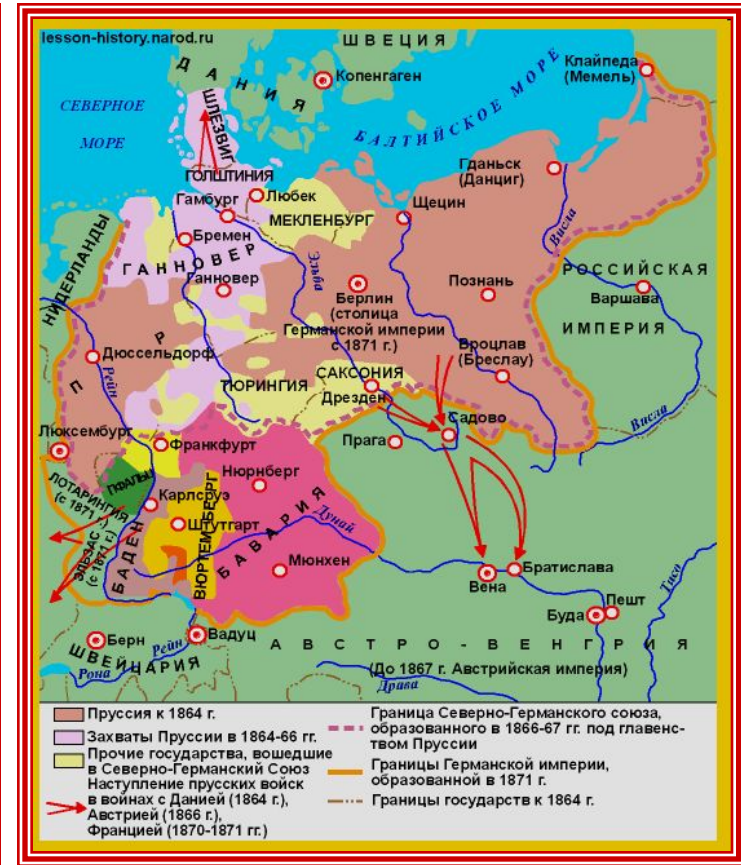 lesson-history.narod.ru
ШВЕЦИЯ
ДАНИЯ
Копенгаген
Клайпеда
(Мемель)
СЕВЕРНОЕ
МОРЕ
БАЛТИЙСКОЕ МОРЕ
ШЛЕЗВИГ
ГОЛШТИНИЯ
Гданьск
(Данциг)
Гамбург
Любек
Щецин
МЕКЛЕНБУРГ
Бремен
Висла
НИДЕРЛАНДЫ
ГАННОВЕР
Ганновер
Эльба
Берлин
(столица
Германской империи
с 1871 г.)
Познань
РОССИЙСКАЯ
Варшава
ИМПЕРИЯ
П Р
Дюссельдорф
Рейн
Вроцлав
(Бреслау)
ТЮРИНГИЯ
САКСОНИЯ
Дрезден
Садово
Висла
Люксембург
Франкфурт
Прага
ПФАЛЬЦ
Нюрнберг
ЛОТАРИНГИЯ
(с 1871 г.)
Карлсруэ
ЭЛЬЗАС
(с 1871 г.)
БАДЕН
Штутгарт
ВЮРТЕМБЕРГ
БАВАРИЯ
Дунай
Мюнхен
Вена
Братислава
Тисо
Буда
Пешт
Берн
Рейн
Вадуц
ШВЕЙЦАРИЯ
Рона
АВСТРО-ВЕНГРИЯ
(До 1867 г. Австрийская империя)
Драва
Пруссия к 1864 г.
Захваты Пруссии в 1864-66 гг.
Прочие государства, вошедшие
в Северно-Германский Союз
Наступление прусских войск
в войнах с Данией (1864 г.),
Австрией (1866 г.),
Францией (1870-1871 гг.)
Граница Северно-Германского союза,
образованного в 1866-67 гг. под главенс-
твом Пруссии
Границы Германской империи,
образованной в 1871 г.
Границы государств к 1864 г.